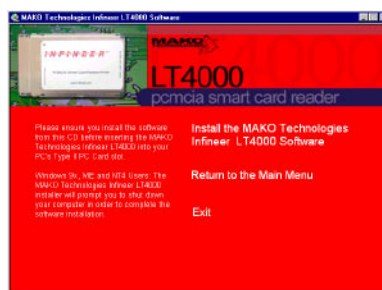 MAKO Technologies Infineer LT4000 Software
INFINEER
MAKO
LT4000
pcmcia smart card reader
Please ensure you install the software
from this CD before inserting the MAKO
Technologies Infineer LT4000 into your
PC's Type II PC Card slot.
Windows 9x, ME and NT4 Users: The
MAKO Technologies Infineer LT4000
installer will prompt you to shut down
your computer in order to complete the
software installation.
Install the MAKO Technologies
Infineer LT4000 Software
Return to the Main Menu
Exit